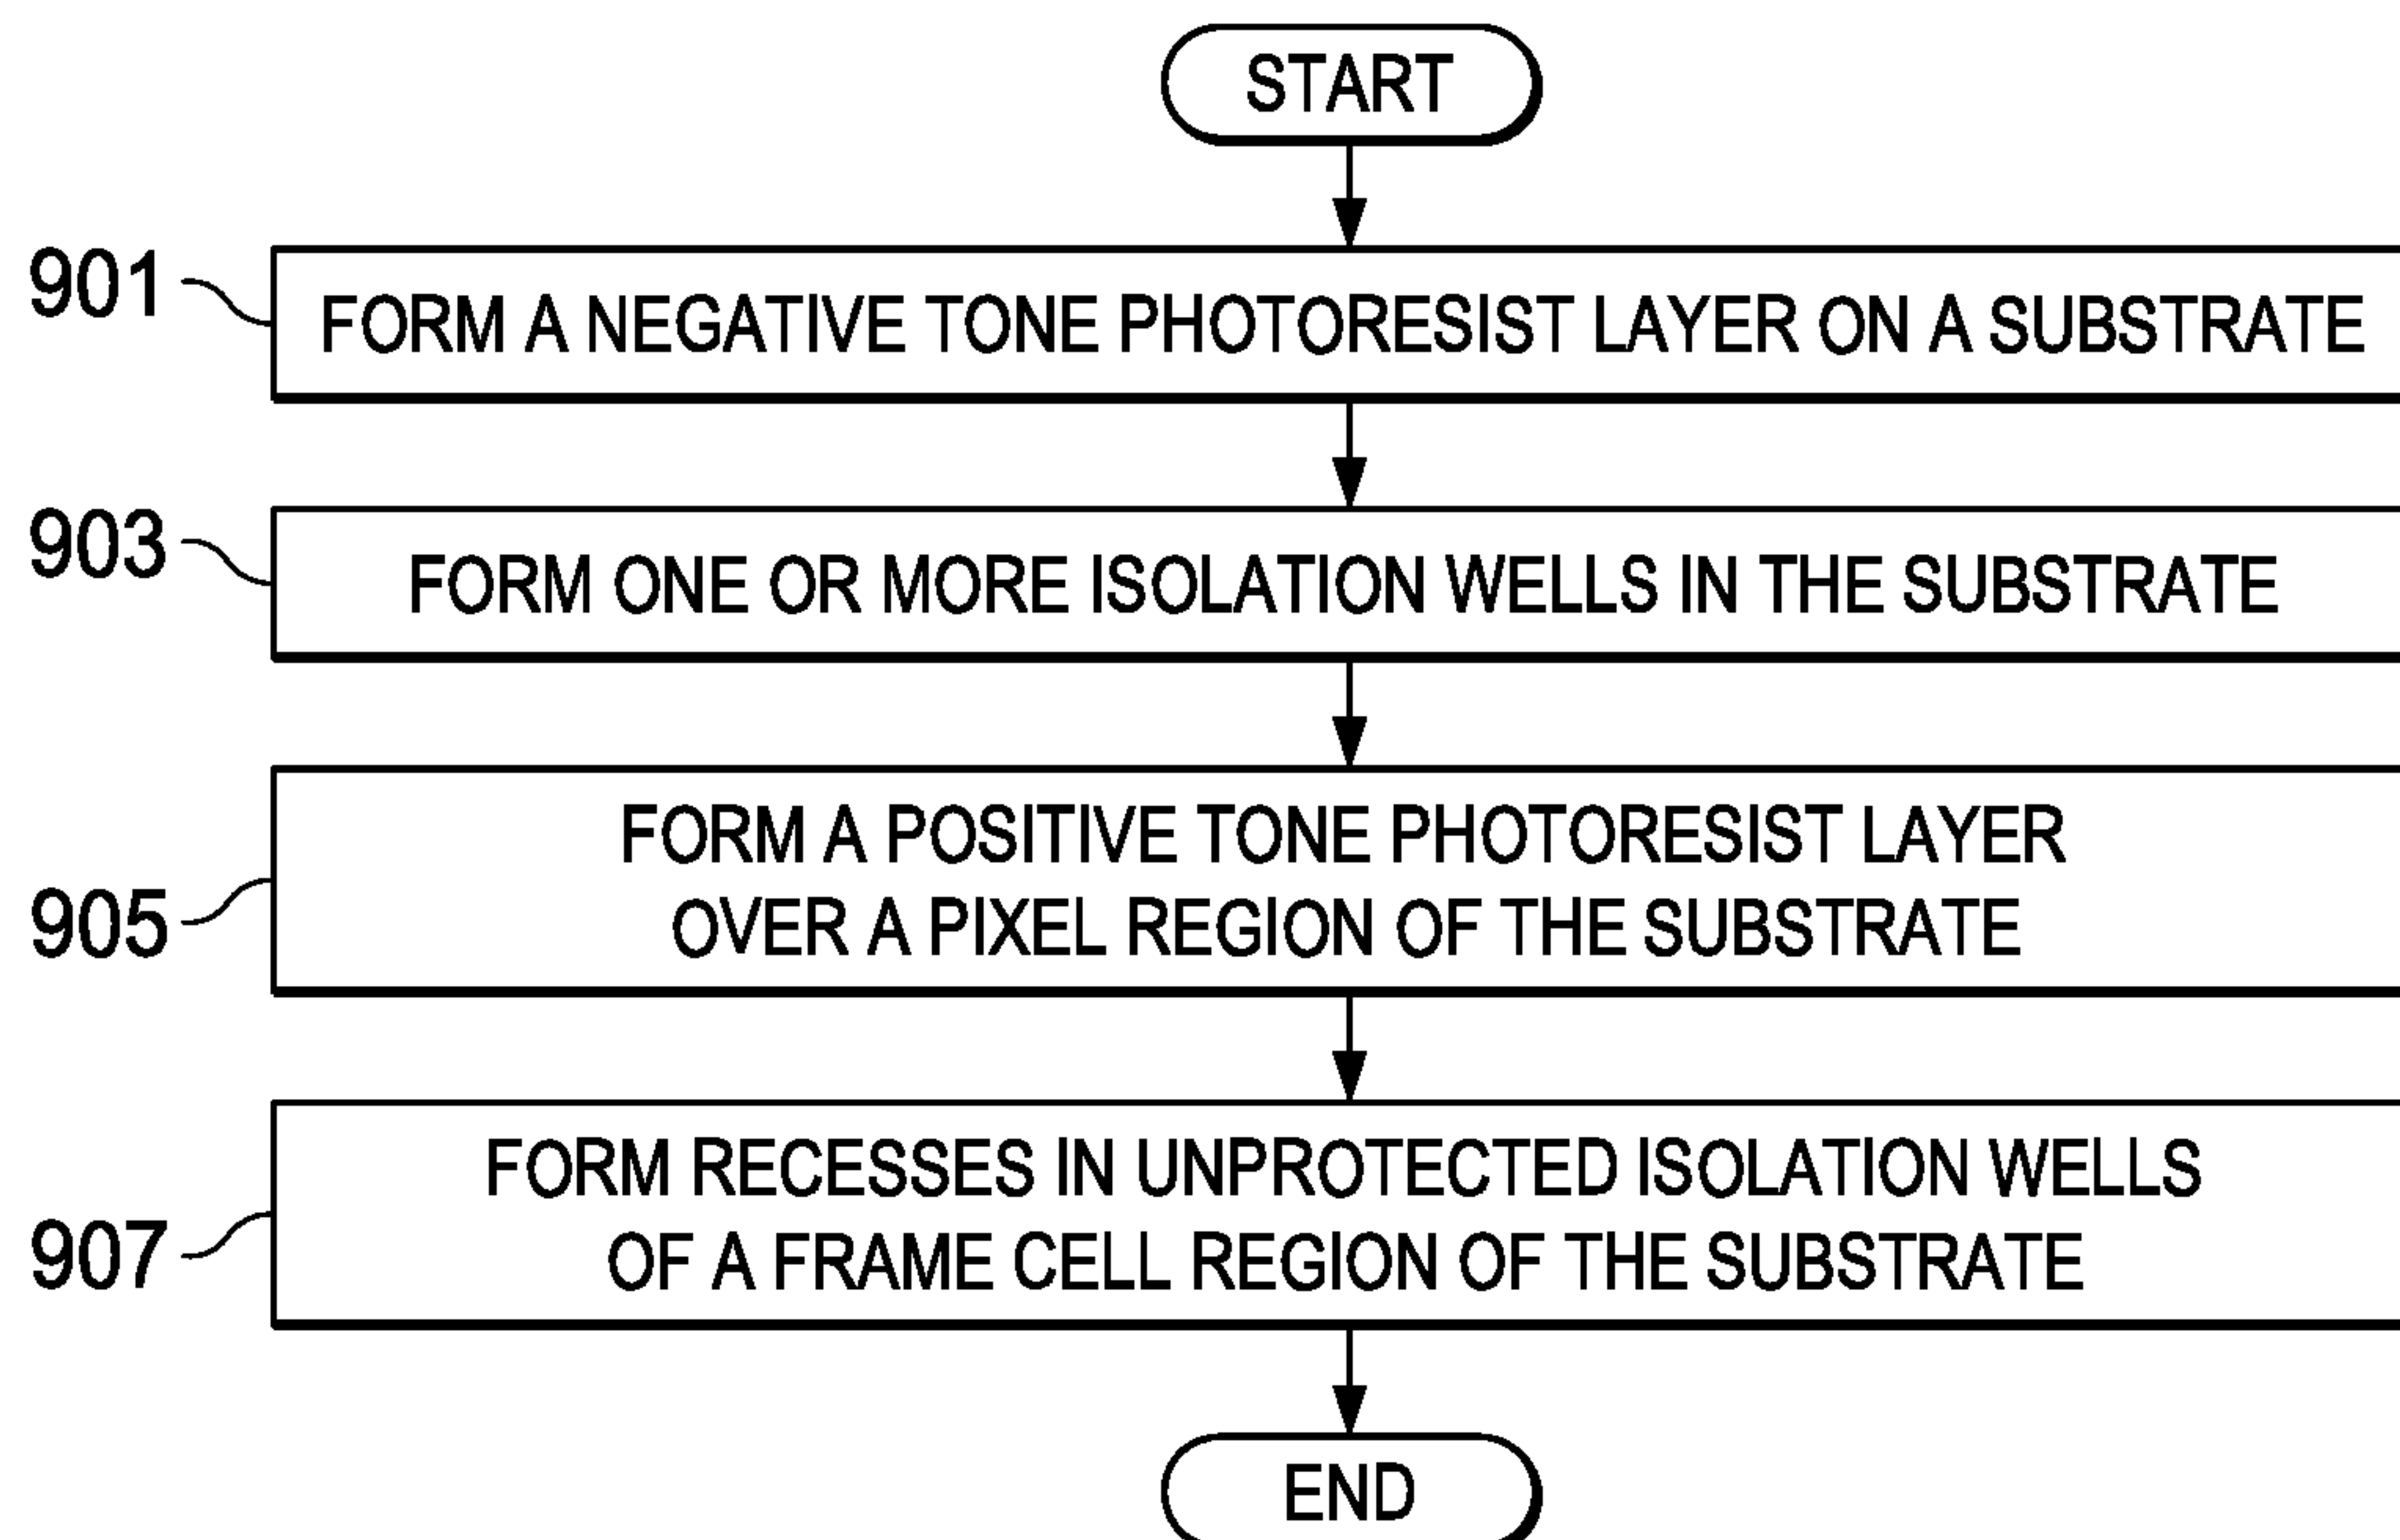 START
901
FORM A NEGATIVE TONE PHOTORESIST LAYER ON A SUBSTRATE
903
FORM ONE OR MORE ISOLATION WELLS IN THE SUBSTRATE
905
FORM A POSITIVE TONE PHOTORESIST LAYER
OVER A PIXEL REGION OF THE SUBSTRATE
907
FORM RECESSES IN UNPROTECTED ISOLATION WELLS
OF A FRAME CELL REGION OF THE SUBSTRATE
END